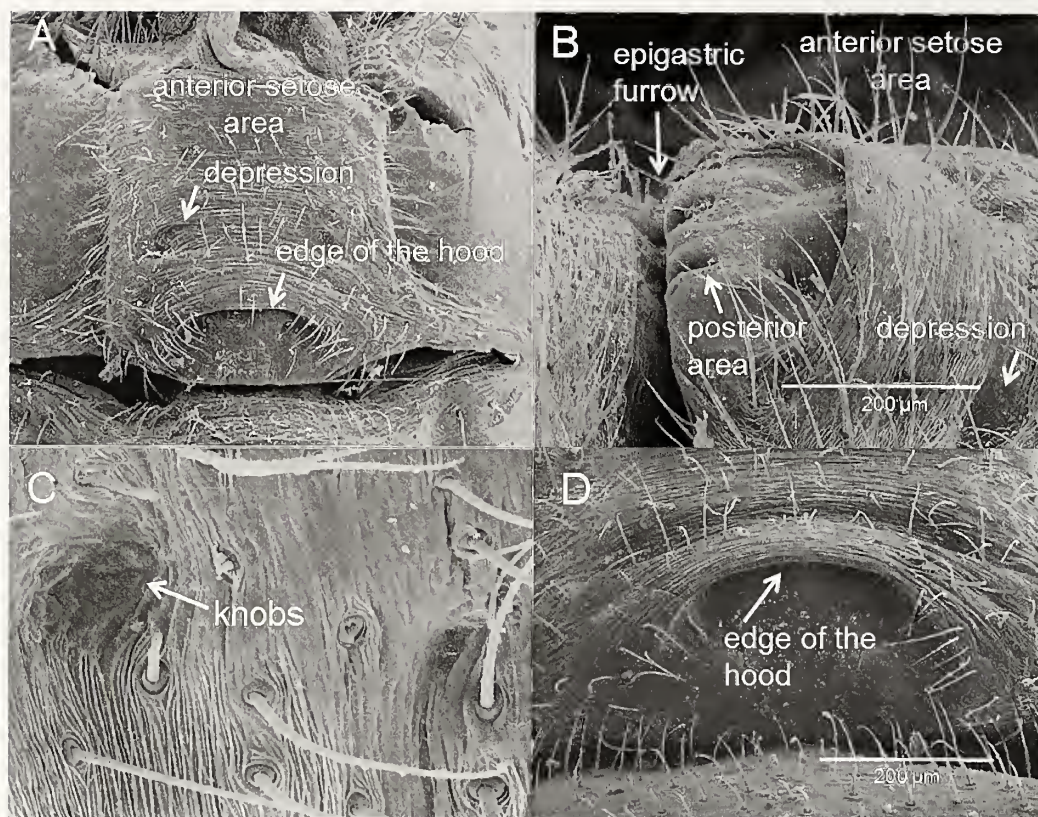 A
anterior setose
area
depression
edge of the hood
B
epigastric
furrow
anterior setose
area
posterior
area
depression
200 µm
C
knobs
D
edge of the
hood
200 µm